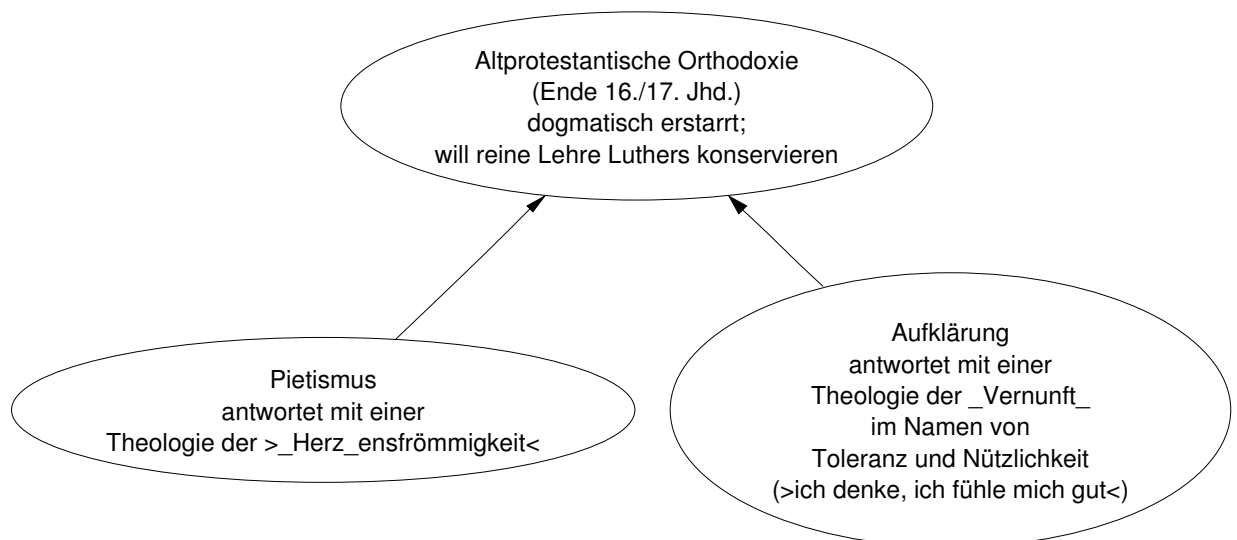 Altprotestantische Orthodoxie
(Ende 16./17. Jhd.)
dogmatisch erstarrt;
will reine Lehre Luthers konservieren
Pietismus
antwortet mit einer
Theologie der >_Herz_ensfrömmigkeit<
Aufklärung
antwortet mit einer
Theologie der _Vernunft_
im Namen von
Toleranz und Nützlichkeit
(>ich denke, ich fühle mich gut<)